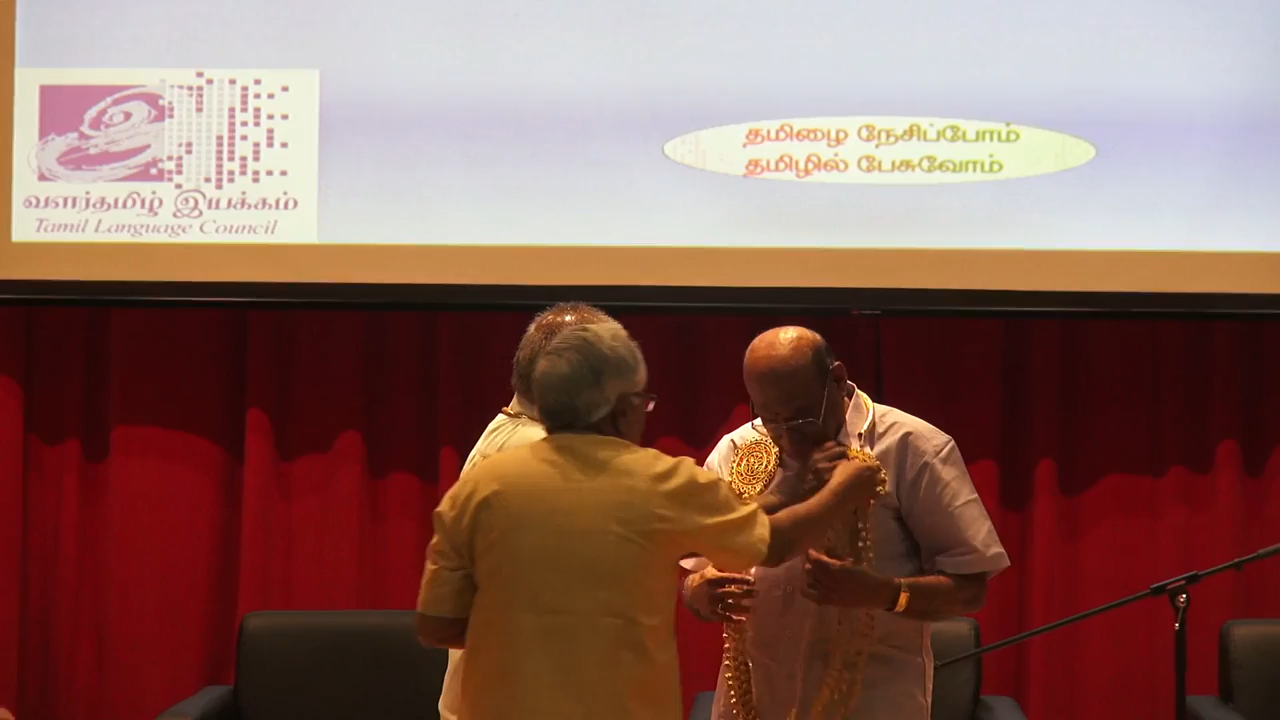 வளர்தமிழ் இயக்கம்
Tamil Language Council
தமிழை நேசிப்போம்
தமிழில் பேசுவோம்